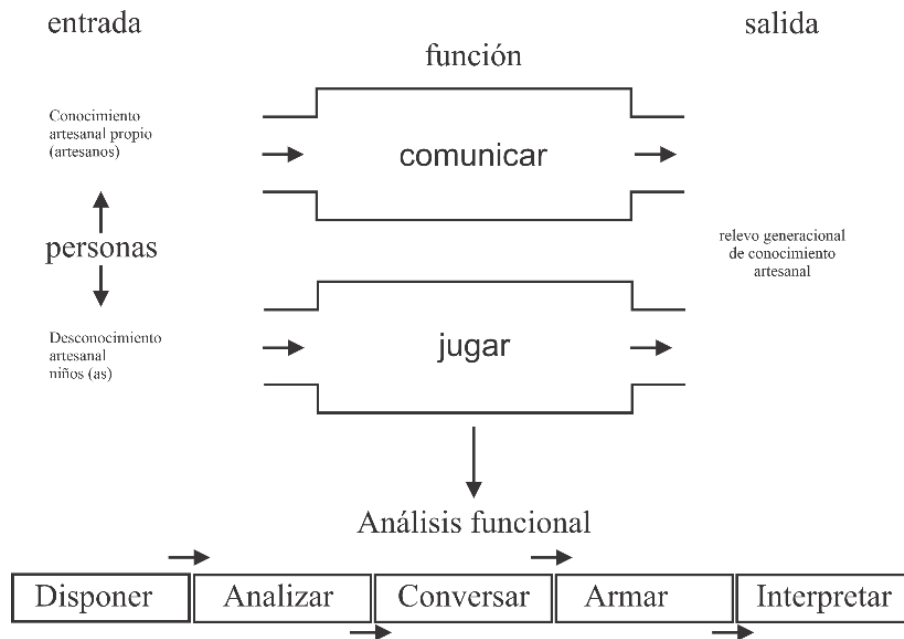 entrada
salida
función
Conocimiento
artesanal propio
(artesanos)
comunicar
personas
relevo generacional
de conocimiento
artesanal
Desconocimiento
artesanal
niños (as)
jugar
Análisis funcional
Disponer
Analizar
Conversar
Armar
Interpretar